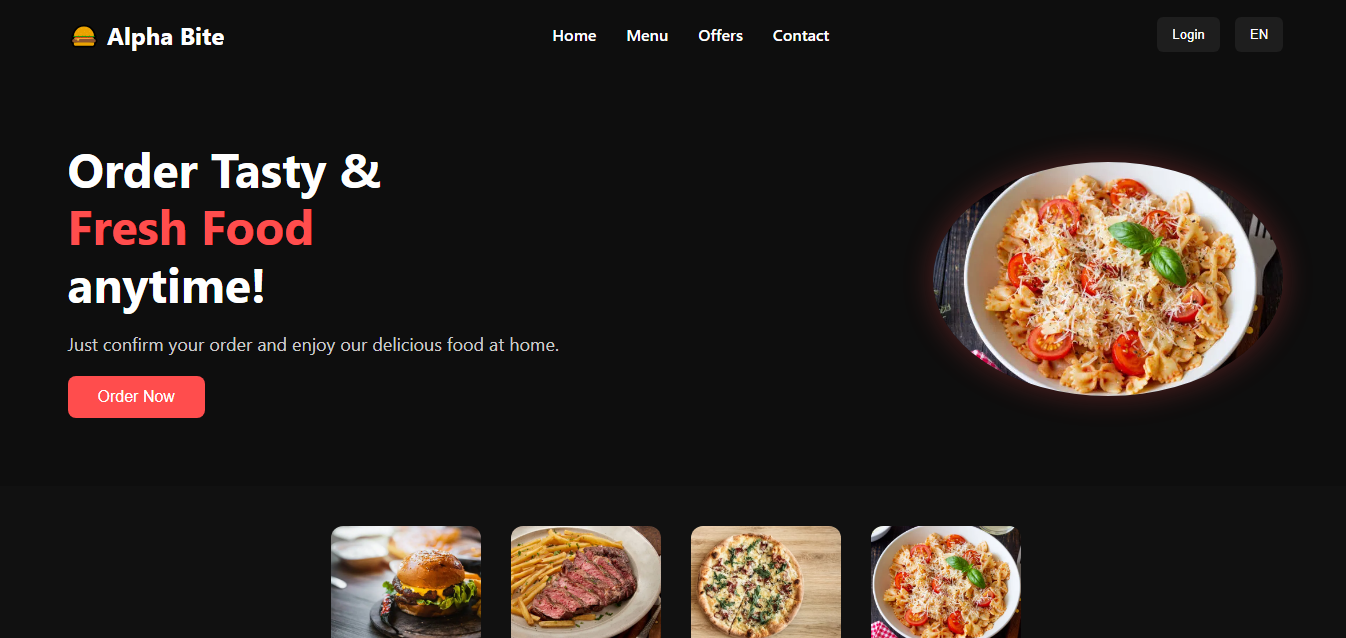 Alpha Bite
Home
Menu
Offers
Contact
Login
EN
Order Tasty &
Fresh Food
anytime!
Just confirm your order and enjoy our delicious food at home.
Order Now